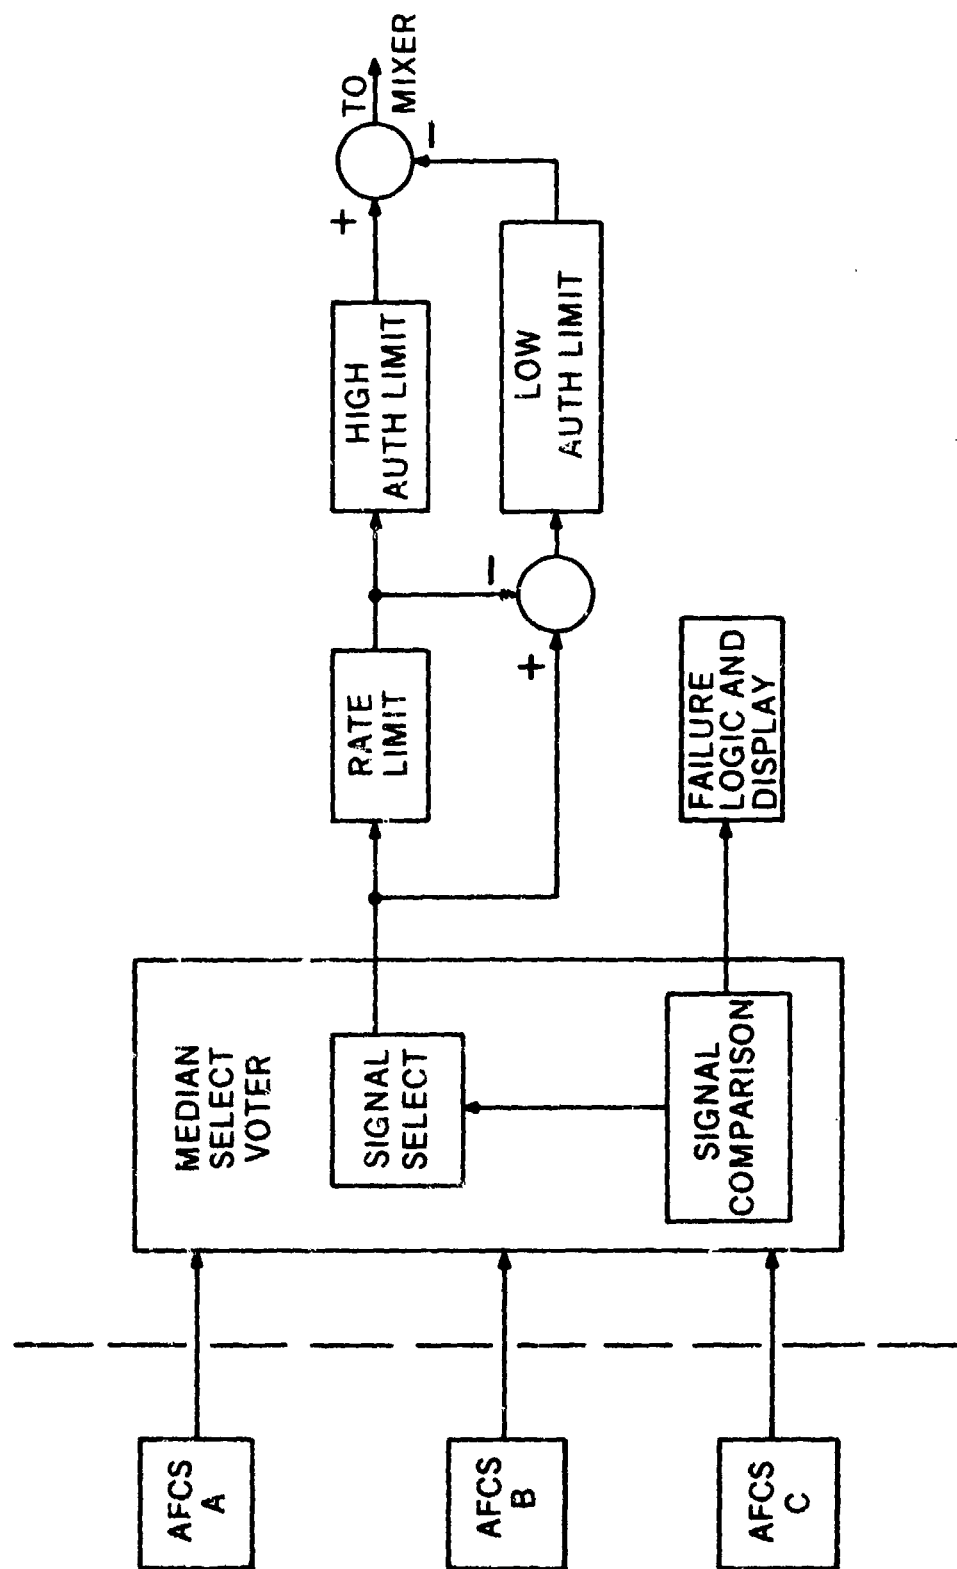 AFCS
A
AFCS
B
AFCS
C
MEDIAN
SELECT
VOTER
SIGNAL
SELECT
SIGNAL
COMPARISON
RATE
LIMIT
+
-
HIGH
AUTH LIMIT
LOW
AUTH LIMIT
FAILURE
LOGIC AND
DISPLAY
+
-
TO
MIXER